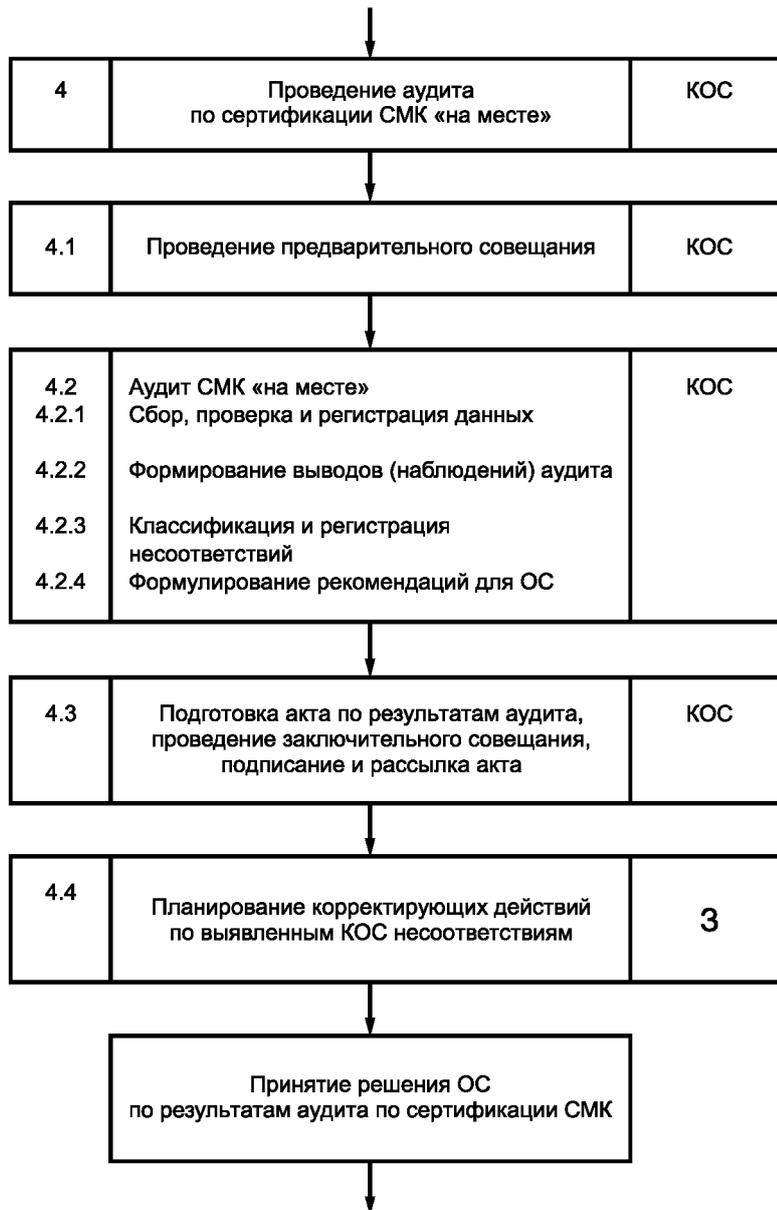 4 Проведение аудита КОС
по сертификации СМК «на месте»
4.1 Проведение предварительного совещания КОС
4.2 Аудит СМК «на месте» КОС
4.2.1 Сбор, проверка и регистрация данных
4.2.2 Формирование выводов (наблюдений) аудита
4.2.3 Классификация и регистрация
несоответствий
4.2.4 Формулирование рекомендаций для ОС
4.3 Подготовка акта по результатам аудита, КОС
проведение заключительного совещания,
подписание и рассылка акта
4.4 Планирование корректирующих действий З
по выявленным КОС несоответствиям
Принятие решения ОС
по результатам аудита по сертификации СМК